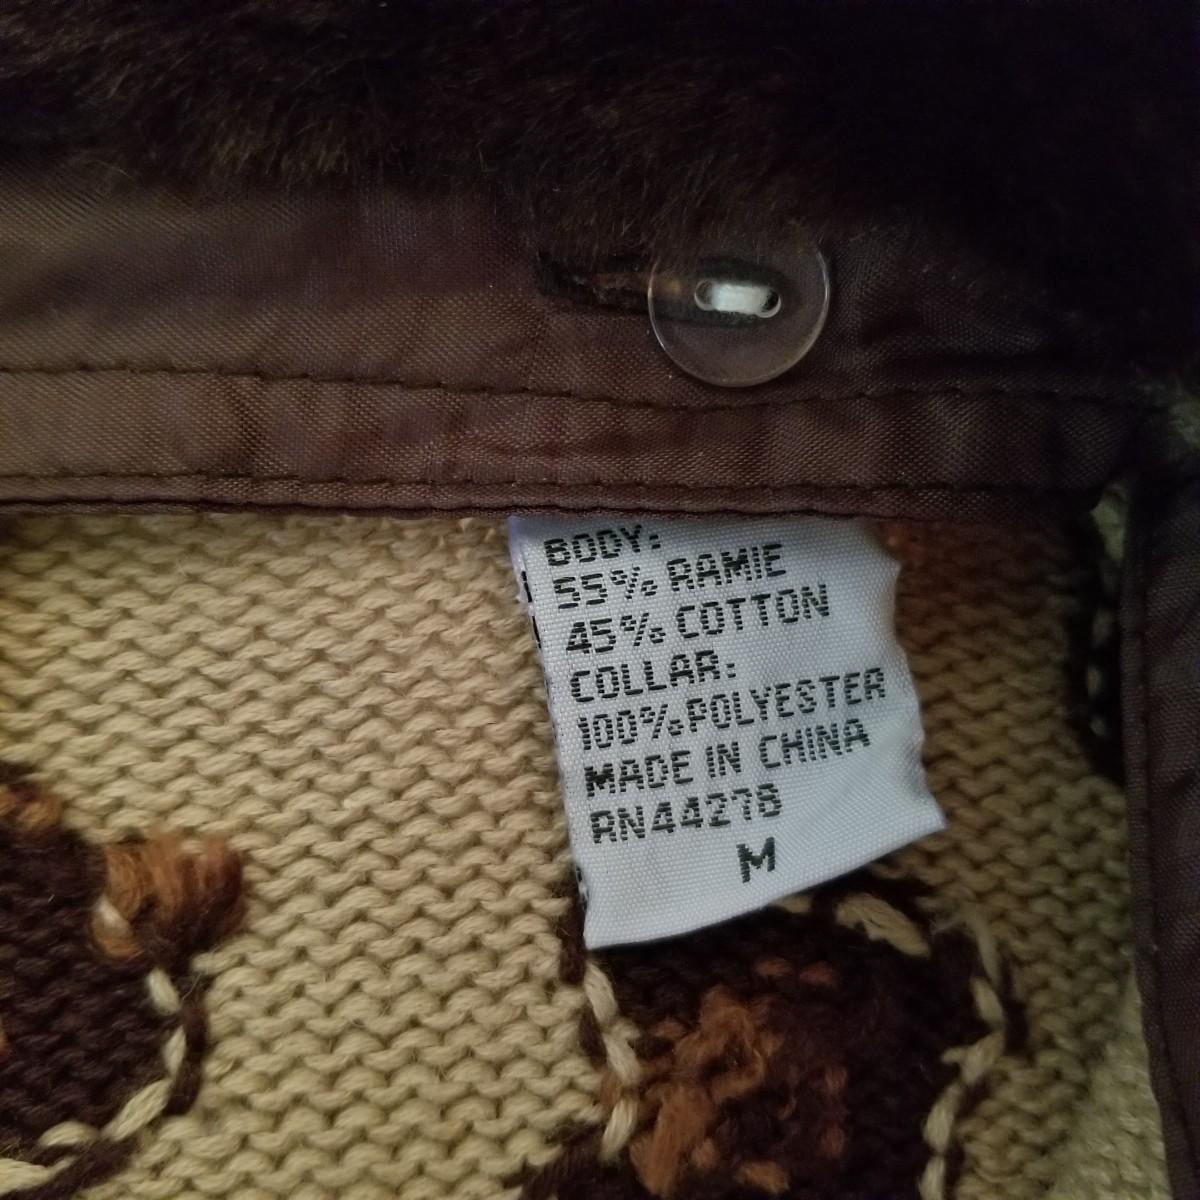 BODY:
55% RAMIE
45% COTTON
COLLAR:
100% POLYESTER
MADE IN CHINA
RN44278
M